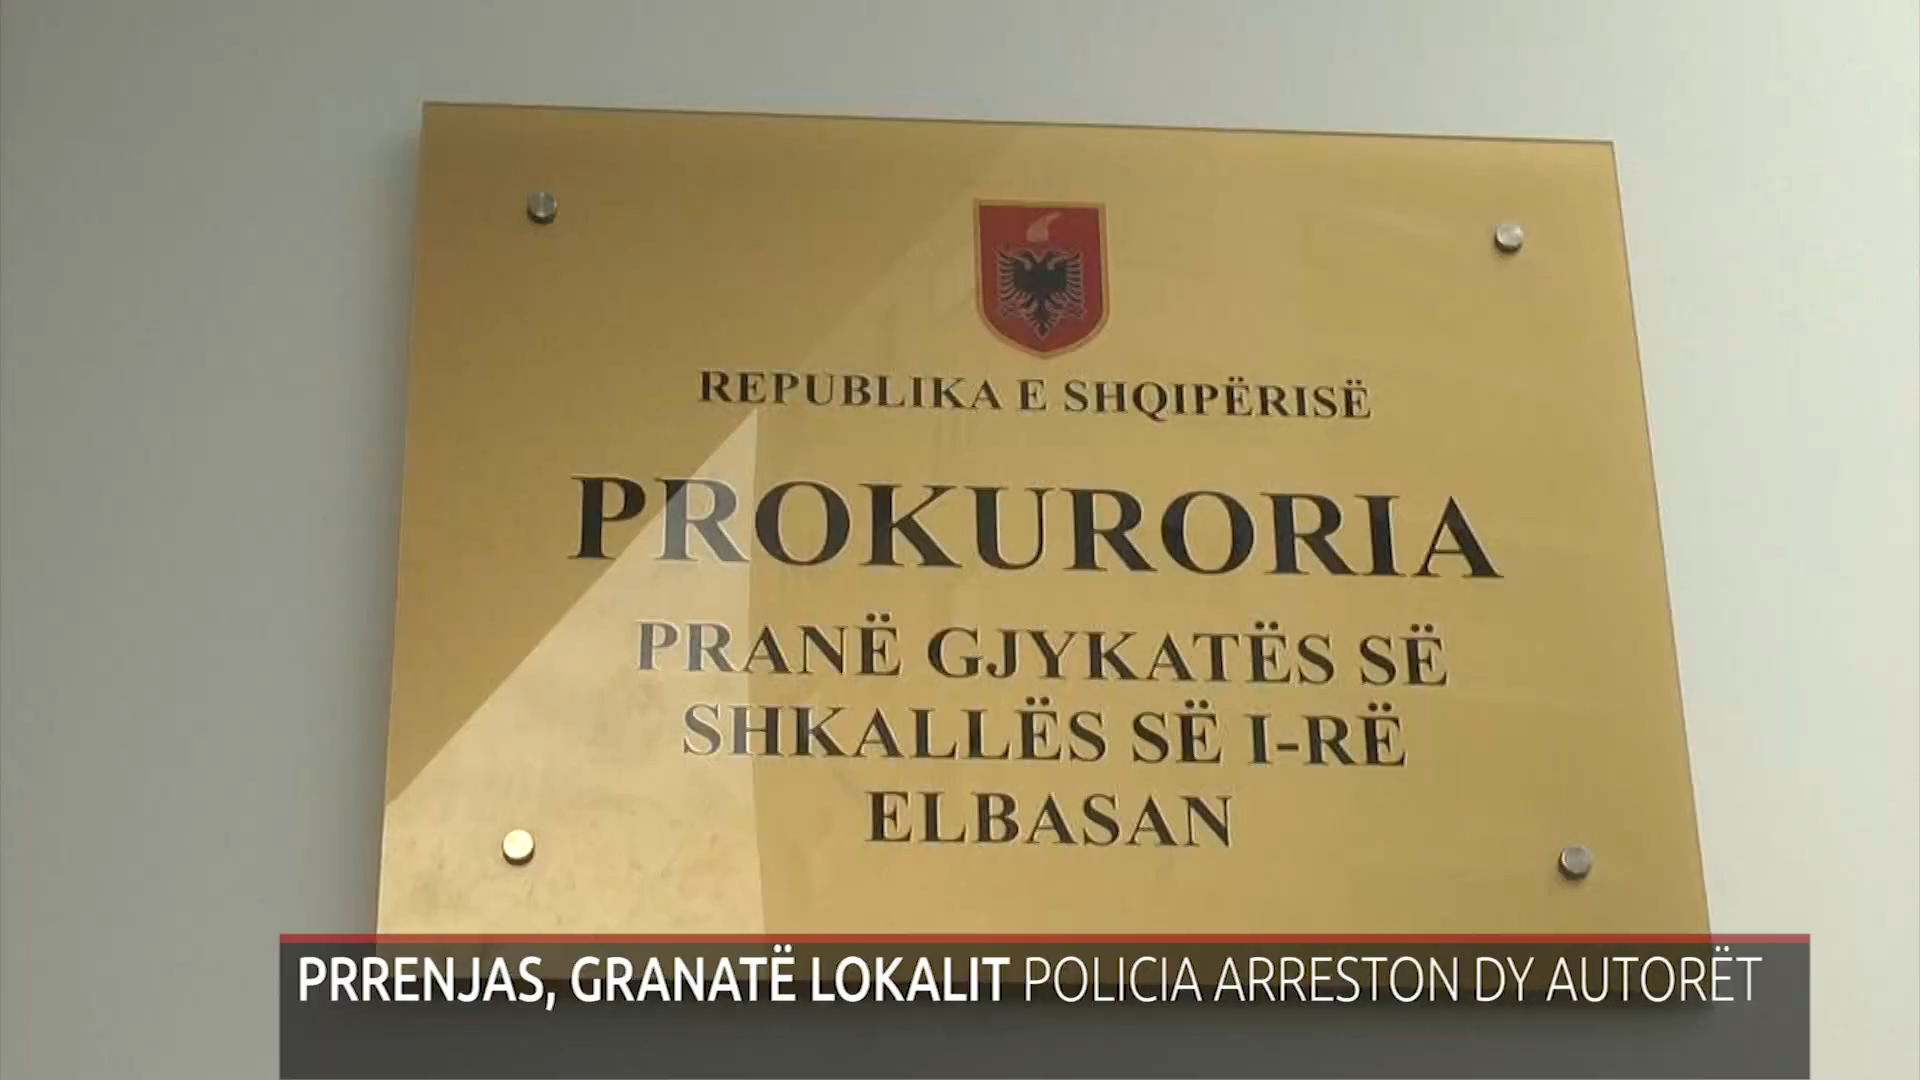 REPUBLIKA E SHQIPËRISË
PROKURORIA
PRANË GJYKATËS SË
SHKALLËS SË I-RË
ELBASAN
PRRENJAS, GRANATË LOKALIT POLICIA ARRESTON DY AUTORËT